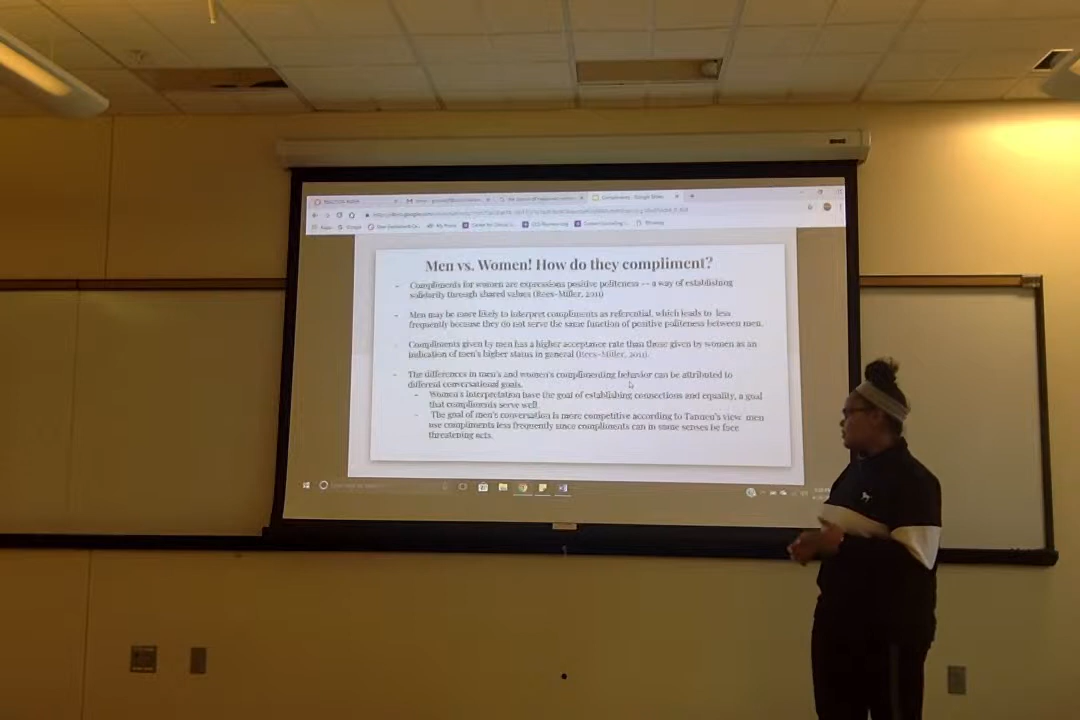 Compliments - Google Slides
Apps
Men vs. Women! How do they compliment?
- Compliments for women are expressions positive politeness -- a way of establishing
solidarity through shared values (Rees-Miller, 2011)
- Men may be more likely to interpret compliments as referential, which leads to less
frequently because they do not serve the same function of positive politeness between men.
- Compliments given by men has a higher acceptance rate than those given by women as an
indication of men's higher status in general (Rees-Miller, 2011).
- The differences in men's and women's complimenting behavior can be attributed to
different conversational goals.
- Women's interpretation have the goal of establishing connections and equality, a goal
that compliments serve well.
- The goal of men's conversation is more competitive according to Tannen's view. men
use compliments less frequently since compliments can in some senses be face
threatening acts.